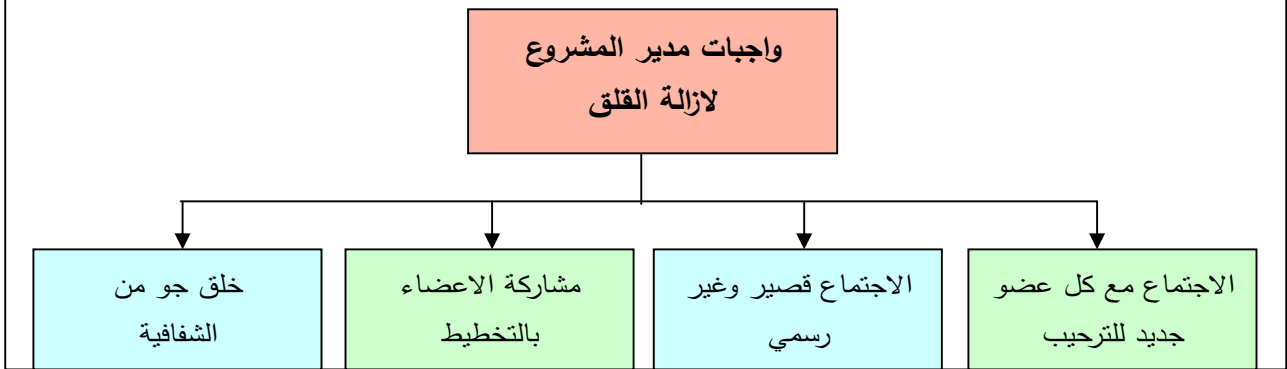 واجبات مدير المشروع
لازالة القلق
الاجتماع مع كل عضو
جديد للترحيب
الاجتماع قصير وغير
رسمي
مشاركة الاعضاء
بالتخطيط
خلق جو من
الشفافية